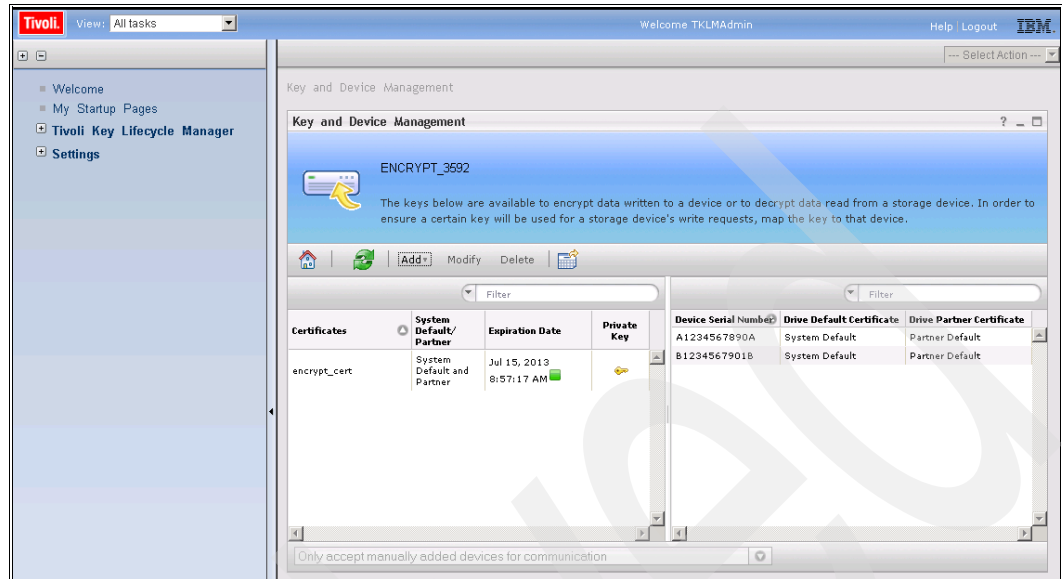 Tivoli. View: All tasks Welcome TKLMAdmin Help | Logout IBM.
--- Select Action ---
Welcome
My Startup Pages
Tivoli Key Lifecycle Manager
Settings
Key and Device Management
Key and Device Management ? _
ENCRYPT_3592
The keys below are available to encrypt data written to a device or to decrypt data read from a storage device. In order to
ensure a certain key will be used for a storage device's write requests, map the key to that device.
Add Modify Delete
Filter
Certificates System Default/ Partner Expiration Date Private Key
encrypt_cert System Default and Partner Jul 15, 2013 8:57:17 AM
Filter
Device Serial Number Drive Default Certificate Drive Partner Certificate
A1234567890A System Default Partner Default
B1234567901B System Default Partner Default
Only accept manually added devices for communication